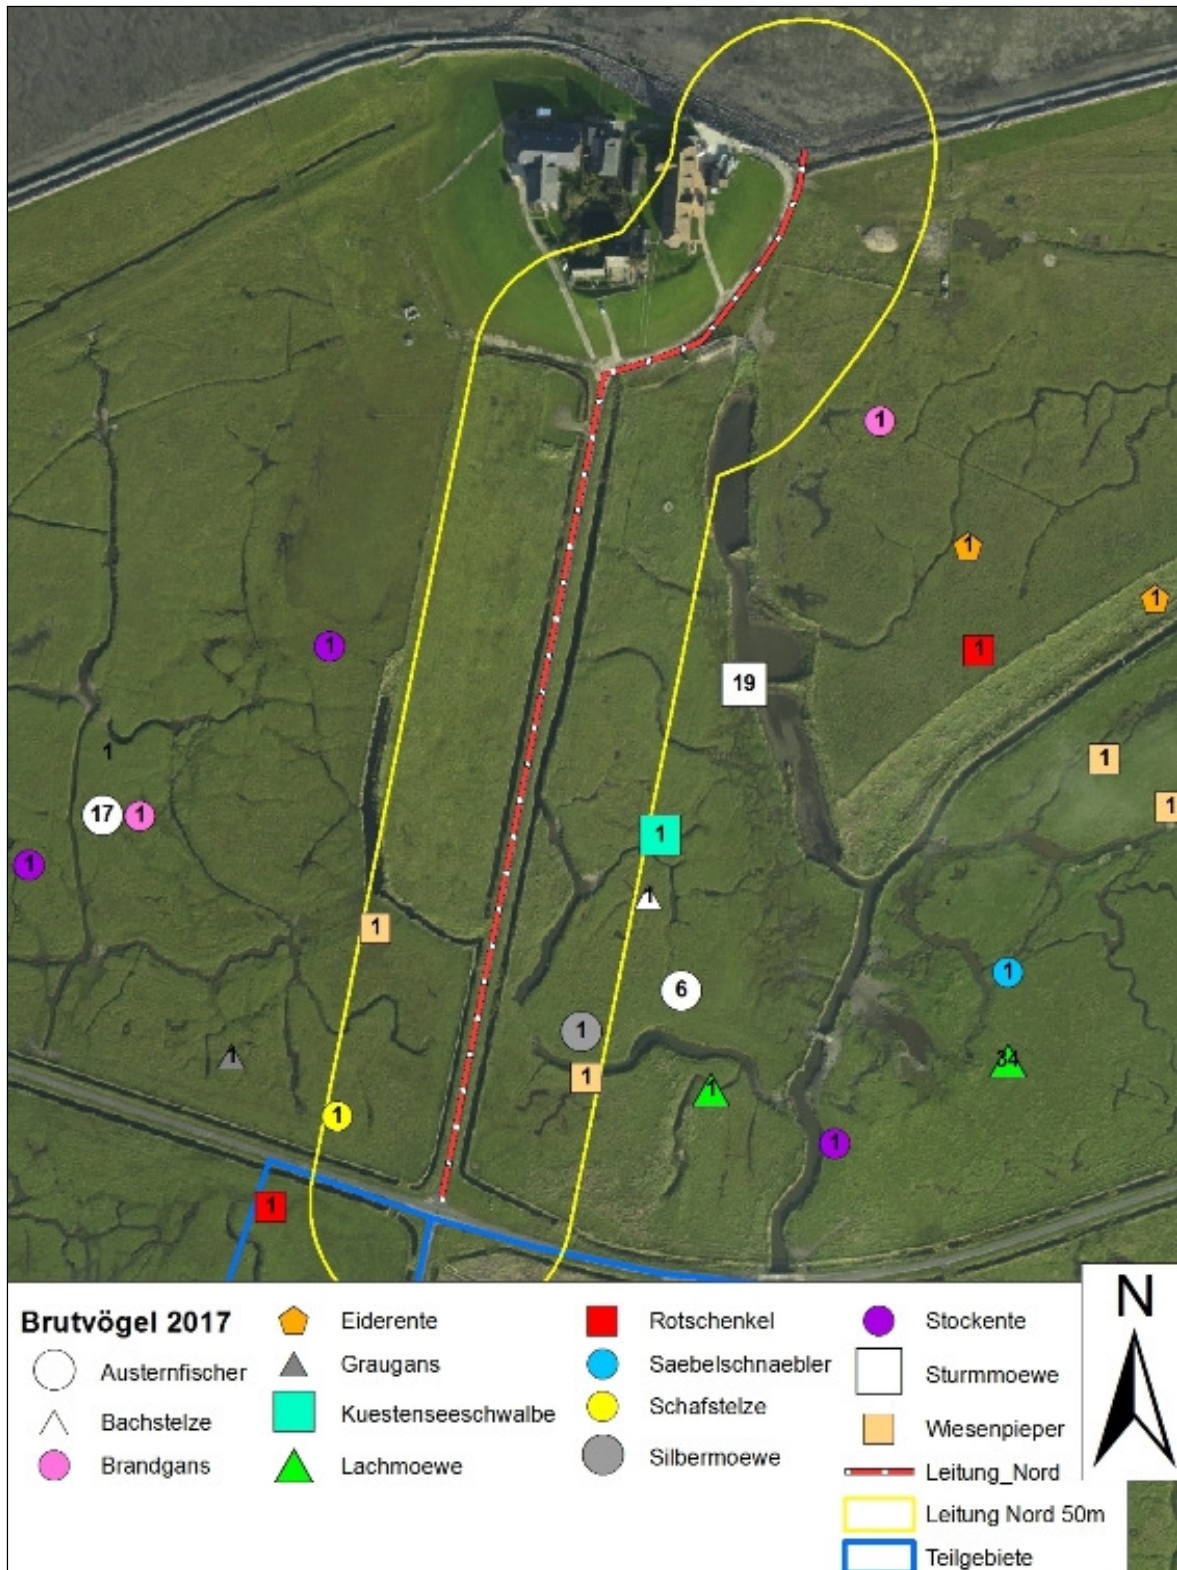 1
1
1
1
1
19
1
1
17
1
1
1
1
1
1
6
1
1
1
34
1
1
1
1
1
Brutvögel 2017
Austernfischer
Bachstelze
Brandgans
Eiderente
Graugans
Kuestenseeschwalbe
Lachmoewe
Rotschenkel
Saebelschnaebler
Schafstelze
Silbermoewe
Stockente
Sturmmoewe
Wiesenpieper
Leitung_Nord
Leitung Nord 50m
Teilgebiete
N